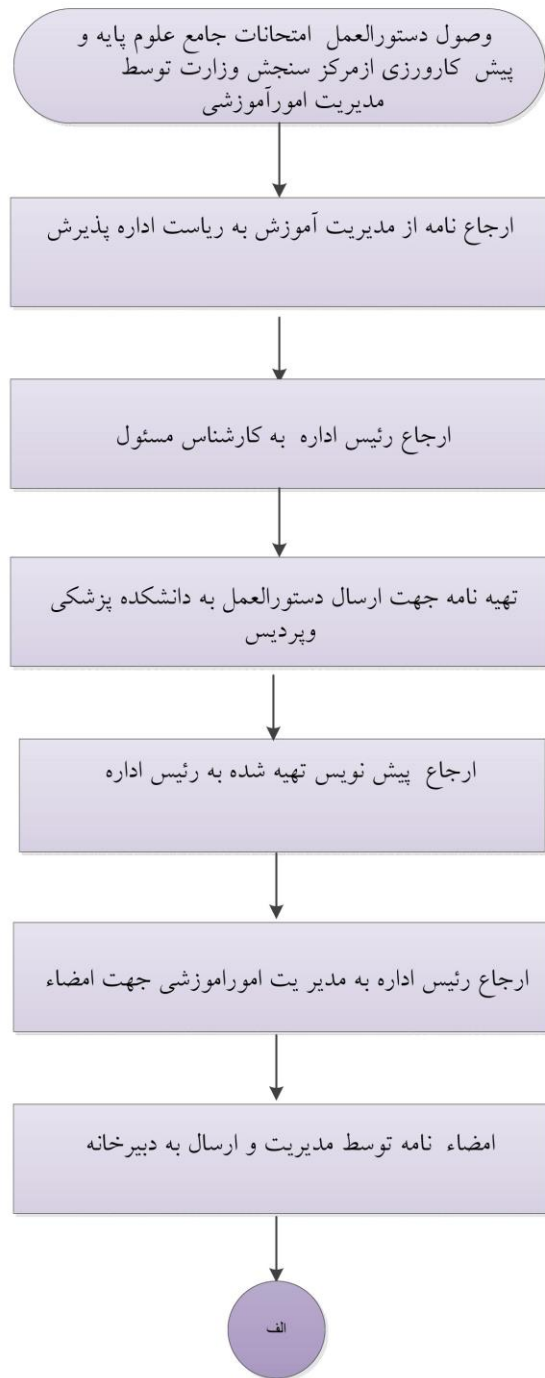 وصول دستورالعمل امتحانات جامع علوم پایه و
پیش کارورزی ازمرکز سنجش وزارت توسط
مدیریت امورآموزشی
ارجاع نامه از مدیریت آموزش به ریاست اداره پذیرش
ارجاع رئیس اداره به کارشناس مسئول
تهیه نامه جهت ارسال دستورالعمل به دانشکده پزشکی
وپردیس
ارجاع پیش نویس تهیه شده به رئیس اداره
ارجاع رئیس اداره به مدیر یت اموراموزشی جهت امضاء
امضاء نامه توسط مدیریت و ارسال به دبیرخانه
الف